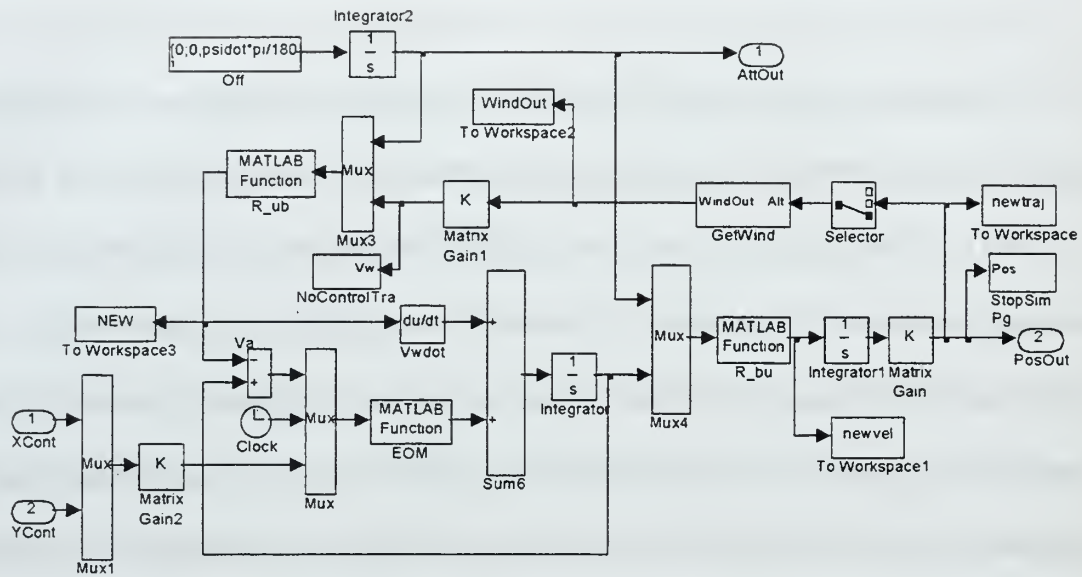 Integrator2
[0;0,psidot*pi/180
]
Off
1
s
1
AttOut
WindOut
To Workspace2
MATLAB
Function
R_ub
Mux
Mux3
K
Matrix
Gain1
WindOut Alt
GetWind
Selector
newtraj
To Workspace
Vw
NoControlTra
Pos
StopSim
Pg
NEW
To Workspace3
du/dt
Vwdot
Va
−
+
+
+
Sum6
1
s
Integrator
Mux
Mux4
MATLAB
Function
R_bu
1
s
Integrator1
K
Matrix
Gain
2
PosOut
1
XCont
Mux
K
Matrix
Gain2
Clock
Mux
Mux
MATLAB
Function
EOM
newvel
To Workspace1
2
YCont
Mux1